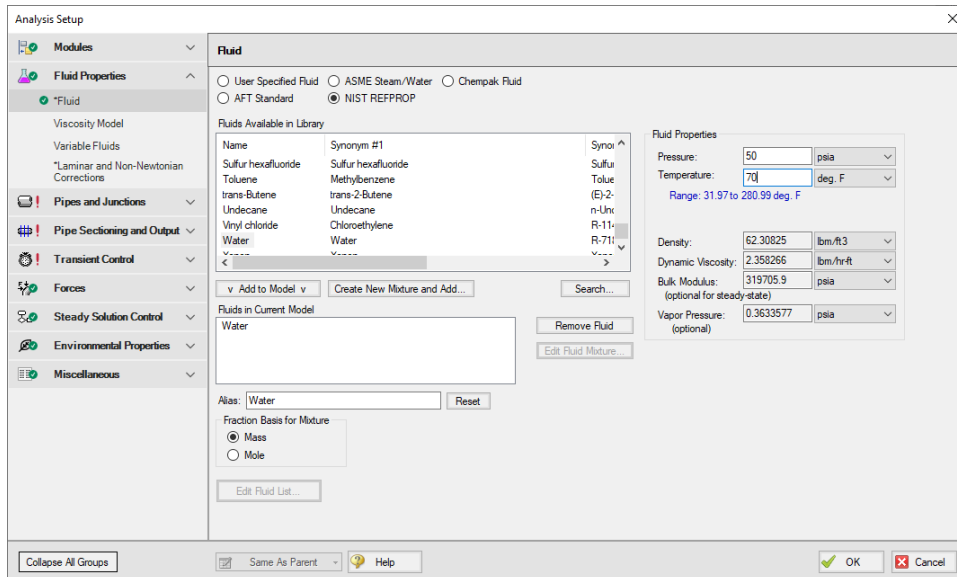 Analysis Setup
Modules
Fluid Properties
*Fluid
Viscosity Model
Variable Fluids
*Laminar and Non-Newtonian
Corrections
Pipes and Junctions
Pipe Sectioning and Output
Transient Control
Forces
Steady Solution Control
Environmental Properties
Miscellaneous
Collapse All Groups
Fluid
User Specified Fluid ASME Steam/Water Chempak Fluid
AFT Standard NIST REFPROP
Fluids Available in Library
Name Synonym #1
Sulfur hexafluoride Sulfur hexafluoride Sulfur
Toluene Methylbenzene Tolue
trans-Butene trans-2-Butene (E)-2-
Undecane Undecane
Vinyl chloride Chloroethylene
Water Water R-718
v Add to Model v Create New Mixture and Add... Search...
Fluids in Current Model
Water
Remove Fluid
Edit Fluid Mixture...
Alias: Water Reset
Fraction Basis for Mixture
Mass
Mole
Edit Fluid List...
Fluid Properties
Pressure: 50 psia
Temperature: 70 deg. F
Range: 31.97 to 280.99 deg. F
Density: 62.30825 lbm/ft3
Dynamic Viscosity: 2.358266 lbm/hr-ft
Bulk Modulus: 319705.9 psia
(optional for steady-state)
Vapor Pressure: 0.3633577 psia
(optional)
Same As Parent Help OK Cancel